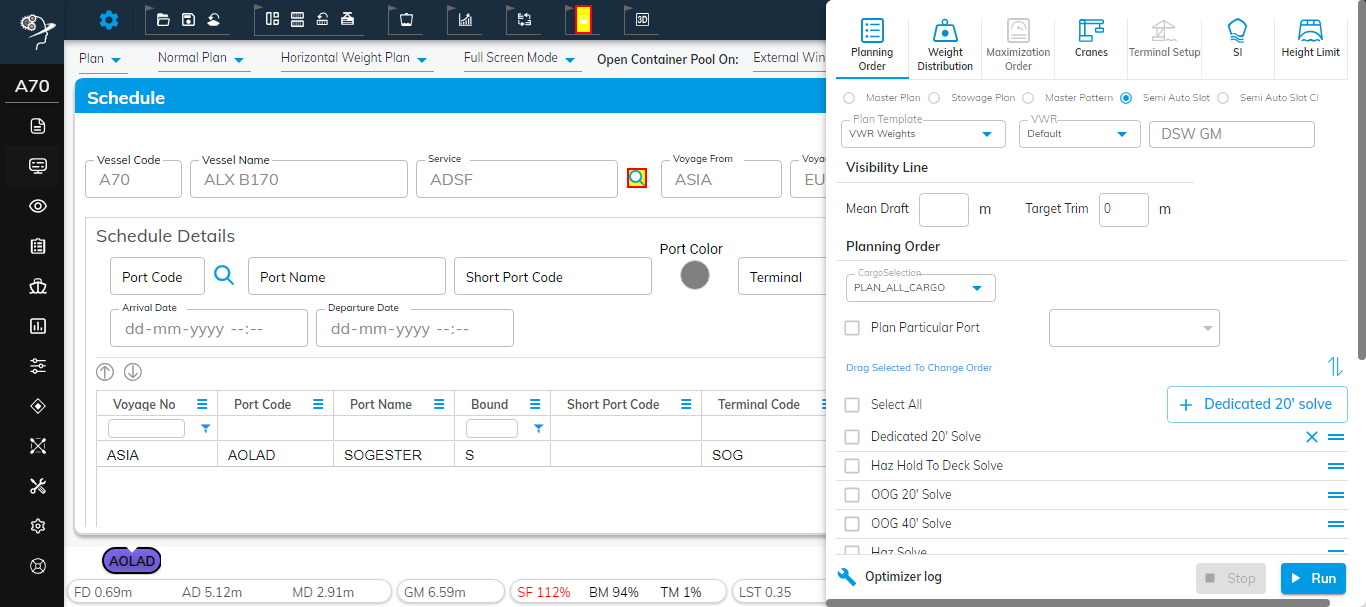 A70
3D
Plan
Normal Plan
Horizontal Weight Plan
Full Screen Mode
Open Container Pool On:
External Win
Schedule
Vessel Code
A70
Vessel Name
ALX B170
Service
ADSF
Voyage From
ASIA
Voya
EU
Schedule Details
Port Code
Port Name
Short Port Code
Port Color
Terminal
Arrival Date
dd-mm-yyyy --:--
Departure Date
dd-mm-yyyy --:--
Voyage No
Port Code
Port Name
Bound
Short Port Code
Terminal Code
ASIA
AOLAD
SOGESTER
S
SOG
AOLAD
FD 0.69m
AD 5.12m
MD 2.91m
GM 6.59m
SF 112%
BM 94%
TM 1%
LST 0.35
Planning
Order
Weight
Distribution
Maximization
Order
Cranes
Terminal Setup
SI
Height Limit
Master Plan
Stowage Plan
Master Pattern
Semi Auto Slot
Semi Auto Slot Cl
Plan Template
VWR Weights
VWR
Default
DSW GM
Visibility Line
Mean Draft
m
Target Trim
0
m
Planning Order
CargoSelection
PLAN_ALL_CARGO
Plan Particular Port
Drag Selected To Change Order
Select All
+ Dedicated 20' solve
Dedicated 20' Solve
Haz Hold To Deck Solve
OOG 20' Solve
OOG 40' Solve
Haz Solve
Optimizer log
Stop
Run